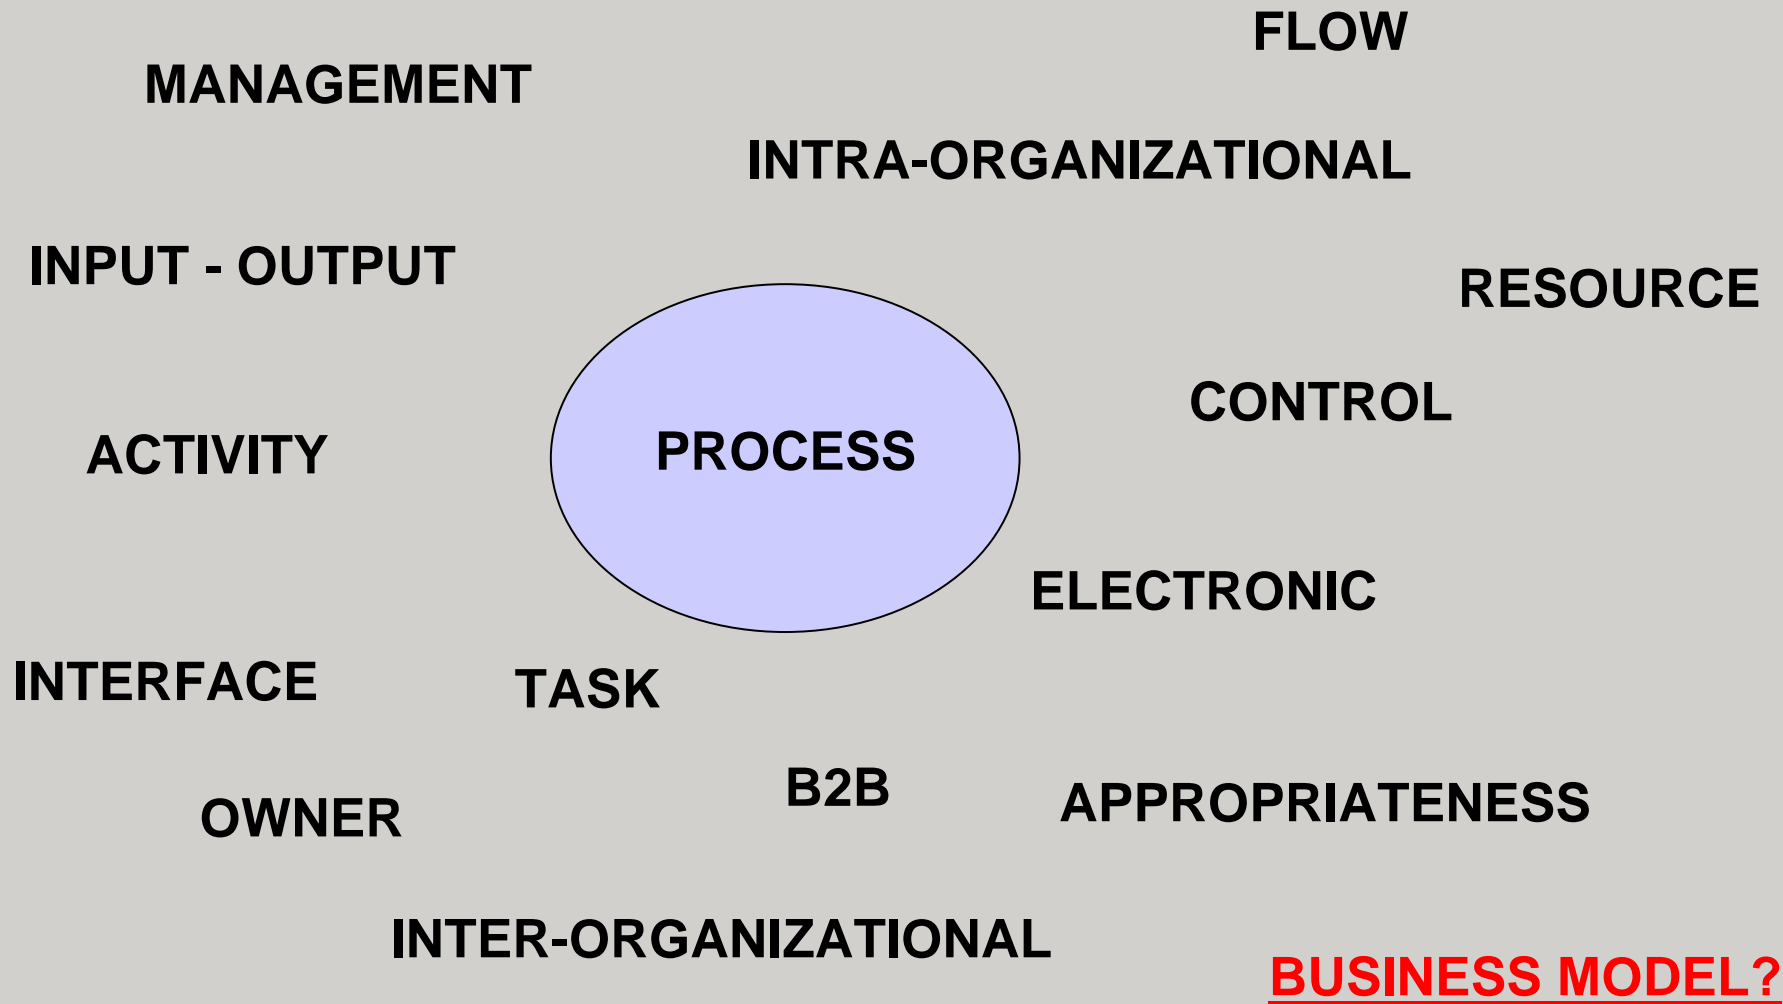 FLOW
MANAGEMENT
INTRA-ORGANIZATIONAL
INPUT - OUTPUT
RESOURCE
CONTROL
ACTIVITY
PROCESS
ELECTRONIC
INTERFACE
TASK
B2B
APPROPRIATENESS
OWNER
INTER-ORGANIZATIONAL
BUSINESS MODEL?